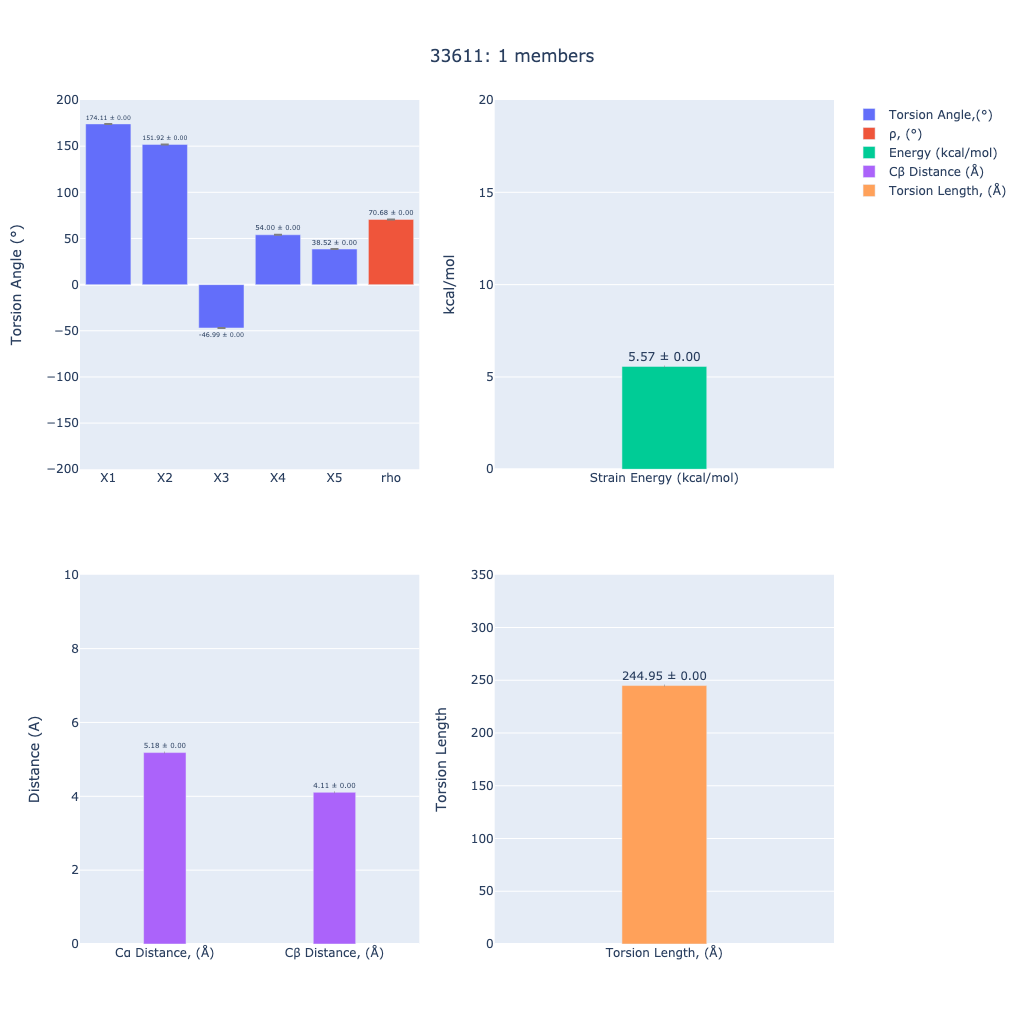 33611: 1 members
Torsion Angle (°)
200
150
100
50
0
−50
−100
−150
−200
174.11 ± 0.00
151.92 ± 0.00
-46.99 ± 0.00
54.00 ± 0.00
38.52 ± 0.00
70.68 ± 0.00
X1 X2 X3 X4 X5 rho
kcal/mol
20
15
10
5
0
5.57 ± 0.00
Strain Energy (kcal/mol)
Torsion Angle,(°)
ρ, (°)
Energy (kcal/mol)
Cβ Distance (Å)
Torsion Length, (Å)
Distance (A)
10
8
6
4
2
0
5.18 ± 0.00
4.11 ± 0.00
Cα Distance, (Å) Cβ Distance, (Å)
Torsion Length
350
300
250
200
150
100
50
0
244.95 ± 0.00
Torsion Length, (Å)